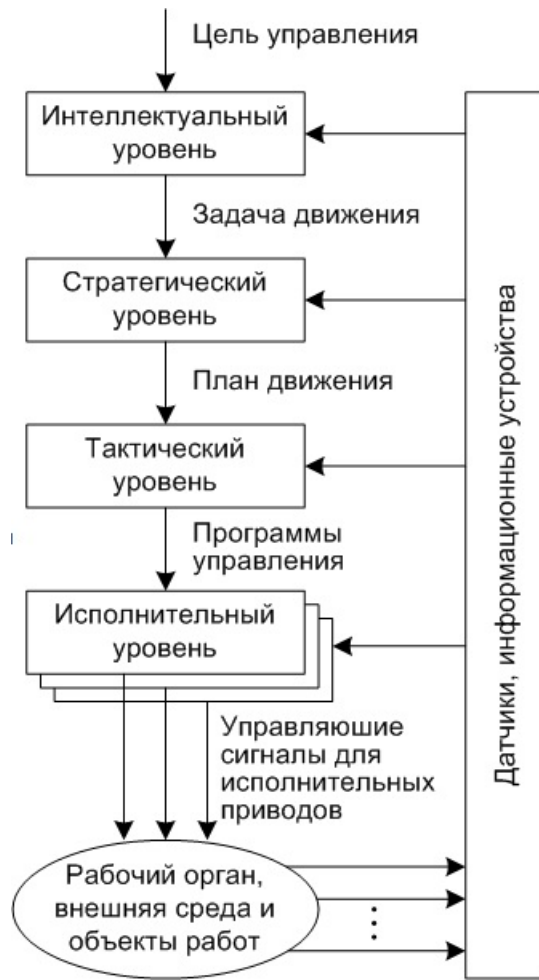 Цель управления
Интеллектуальный
уровень
Задача движения
Стратегический
уровень
План движения
Тактический
уровень
Программы
управления
Исполнительный
уровень
Управляюшие
сигналы для
исполнительных
приводов
Рабочий орган,
внешняя среда и
объекты работ
Датчики, информационные устройства